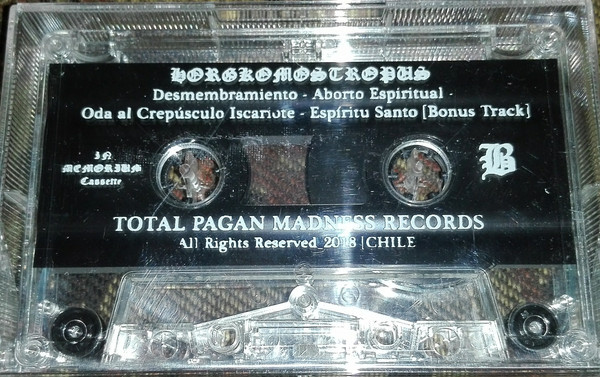 HORGKOMOSTROPUS
Desmembramiento - Aborto Espiritual -
Oda al Crepúsculo Iscariote - Espíritu Santo [Bonus Track]
IN
MEMORIUM
Cassette
B
TOTAL PAGAN MADNESS RECORDS
All Rights Reserved 2018 | CHILE